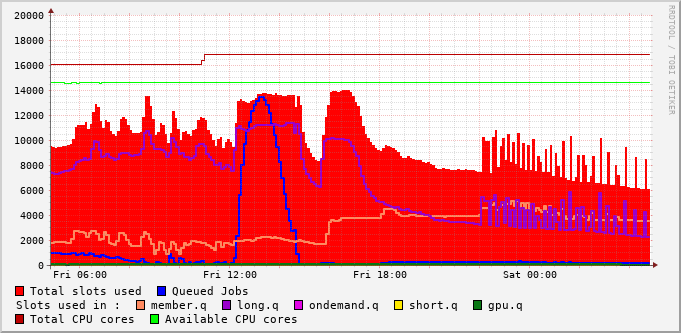 20000
18000
16000
14000
12000
10000
8000
6000
4000
2000
0
Fri 06:00 Fri 12:00 Fri 18:00 Sat 00:00
Total slots used Queued Jobs
Slots used in : member.q long.q ondemand.q short.q gpu.q
Total CPU cores Available CPU cores
RRDTOOL / TOBI OETIKER